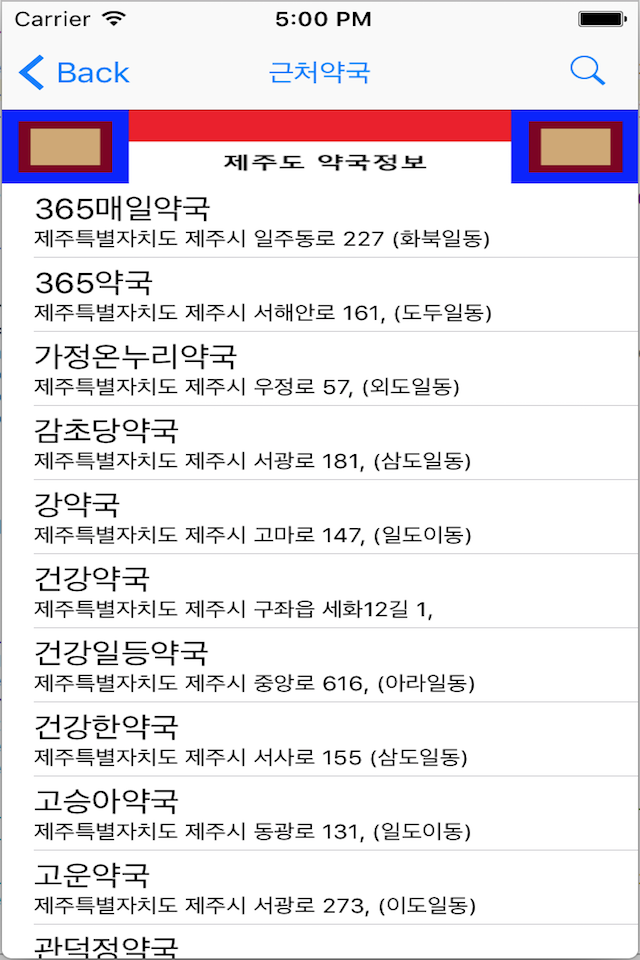 Carrier 5:00 PM
Back 근처약국
제주도 약국정보
365매일약국
제주특별자치도 제주시 일주동로 227 (화북일동)
365약국
제주특별자치도 제주시 서해안로 161, (도두일동)
가정온누리약국
제주특별자치도 제주시 우정로 57, (외도일동)
감초당약국
제주특별자치도 제주시 서광로 181, (삼도일동)
강약국
제주특별자치도 제주시 고마로 147, (일도이동)
건강약국
제주특별자치도 제주시 구좌읍 세화12길 1,
건강일등약국
제주특별자치도 제주시 중앙로 616, (아라일동)
건강한약국
제주특별자치도 제주시 서사로 155 (삼도일동)
고승아약국
제주특별자치도 제주시 동광로 131, (일도이동)
고운약국
제주특별자치도 제주시 서광로 273, (이도일동)
관덕정약국